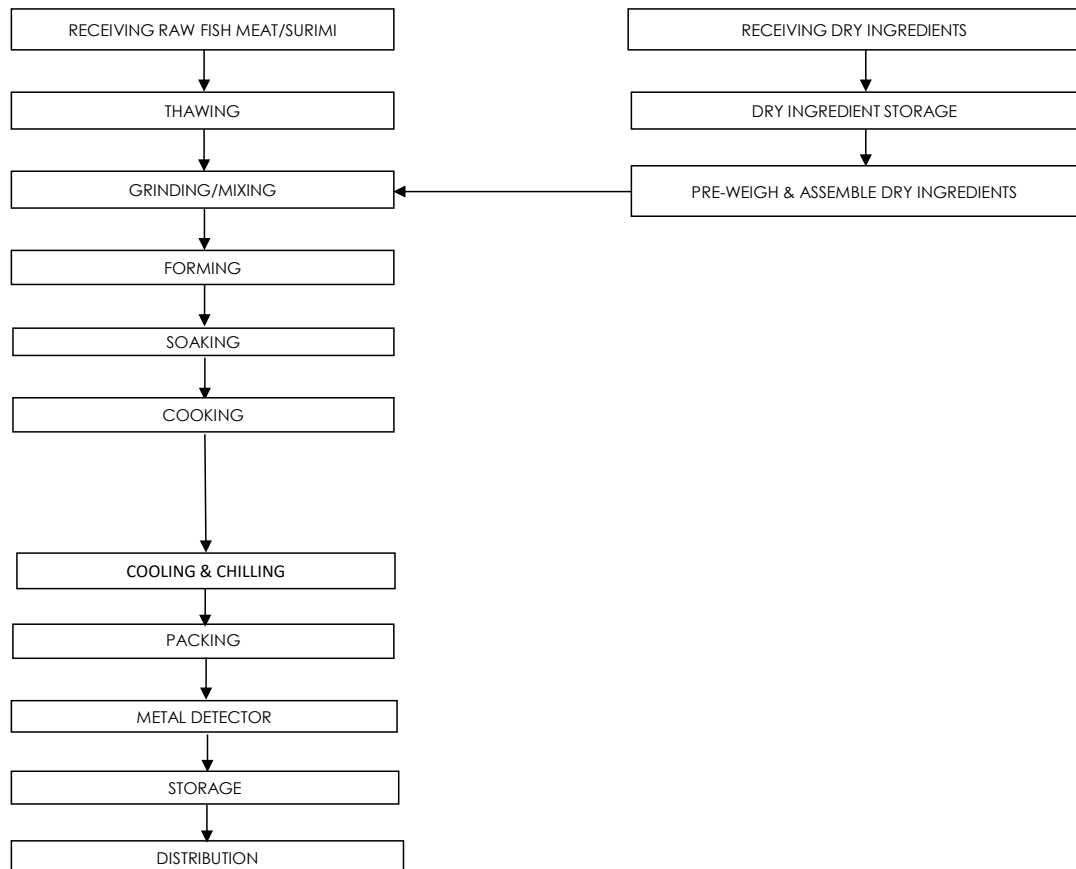 RECEIVING RAW FISH MEAT/SURIMI
RECEIVING DRY INGREDIENTS
THAWING
DRY INGREDIENT STORAGE
GRINDING/MIXING
PRE-WEIGH & ASSEMBLE DRY INGREDIENTS
FORMING
SOAKING
COOKING
COOLING & CHILLING
PACKING
METAL DETECTOR
STORAGE
DISTRIBUTION